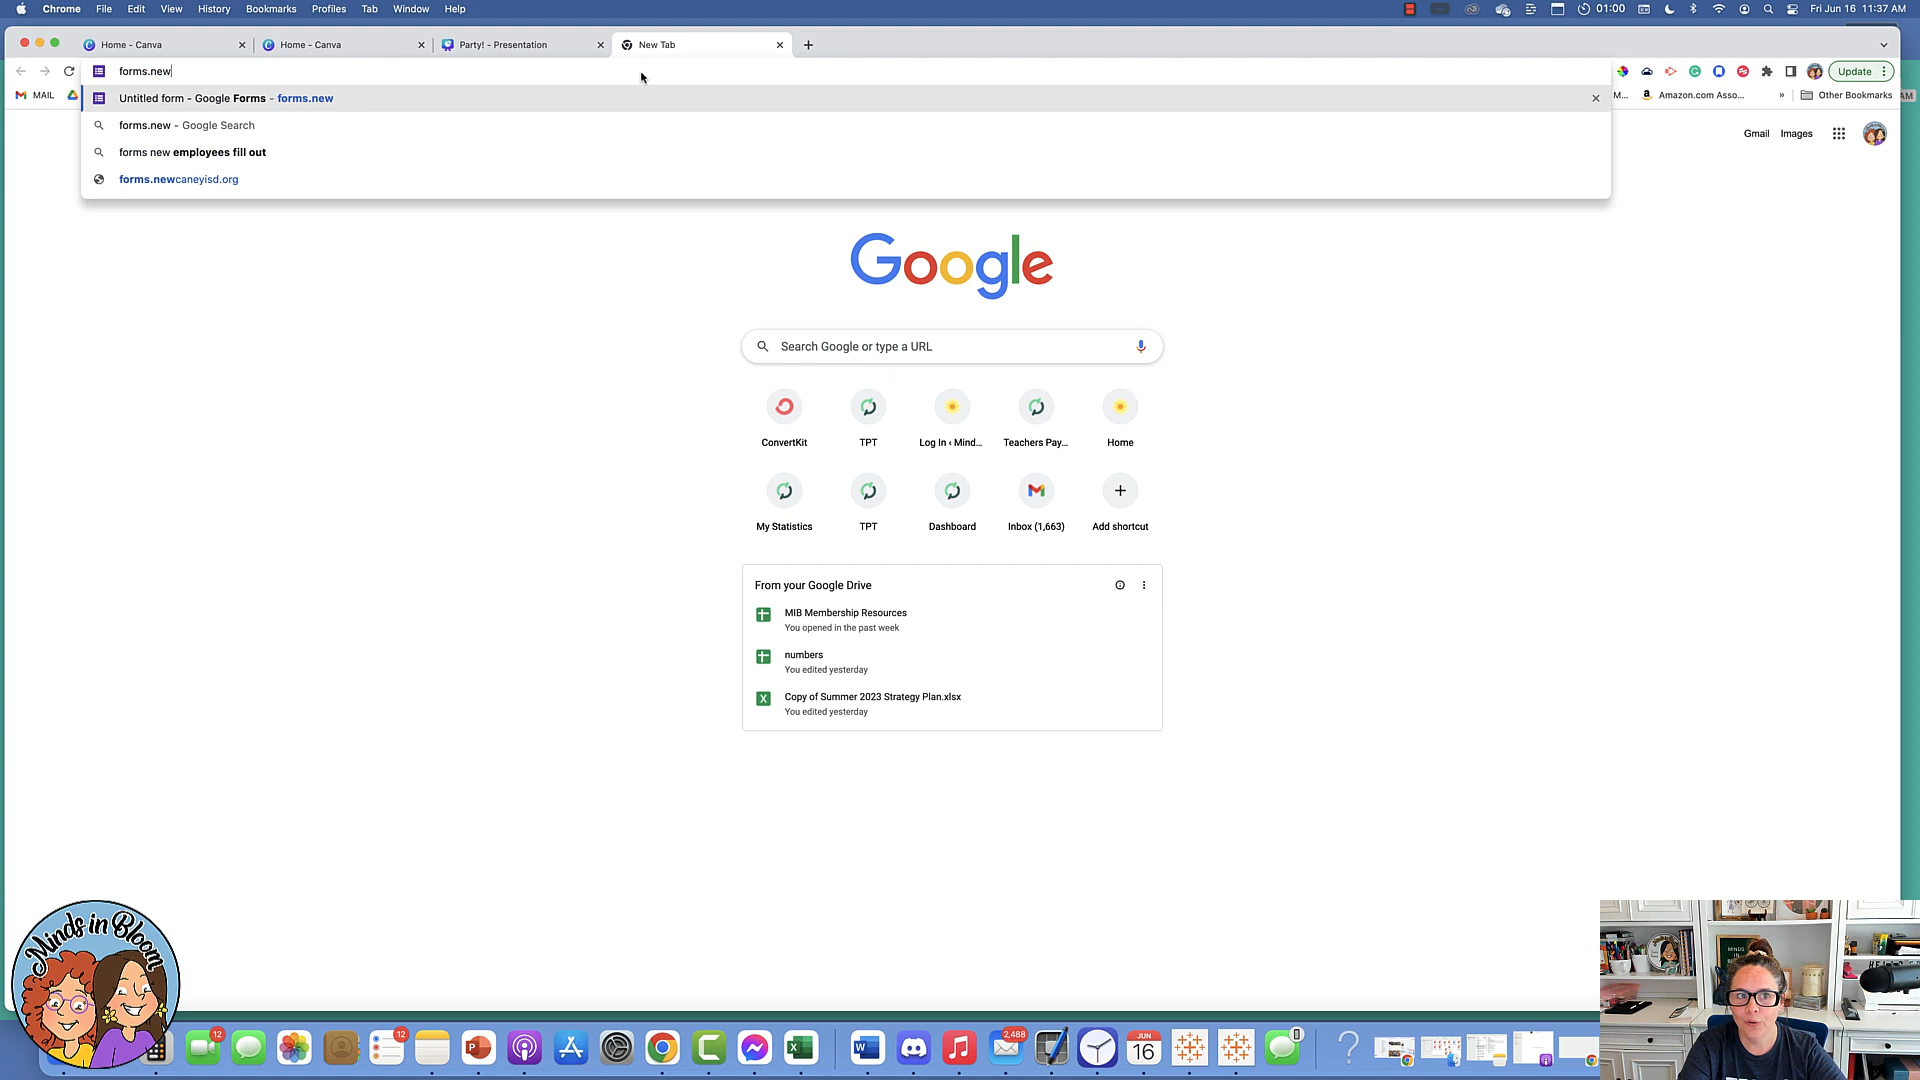 Chrome File Edit View History Bookmarks Profiles Tab Window Help
01:00 Fri Jun 16 11:37 AM
Home - Canva Home - Canva Party! - Presentation New Tab
forms.new Update
MAIL M... Amazon.com Asso... » Other Bookmarks AM
Untitled form - Google Forms - forms.new
forms.new - Google Search
forms new employees fill out
forms.newcaneyisd.org
Gmail Images
Google
Search Google or type a URL
ConvertKit TPT Log In ‹ Mind... Teachers Pay... Home
My Statistics TPT Dashboard Inbox (1,663) Add shortcut
From your Google Drive
MIB Membership Resources
You opened in the past week
numbers
You edited yesterday
Copy of Summer 2023 Strategy Plan.xlsx
You edited yesterday
Minds in Bloom
12 12 2,488
JUN
16